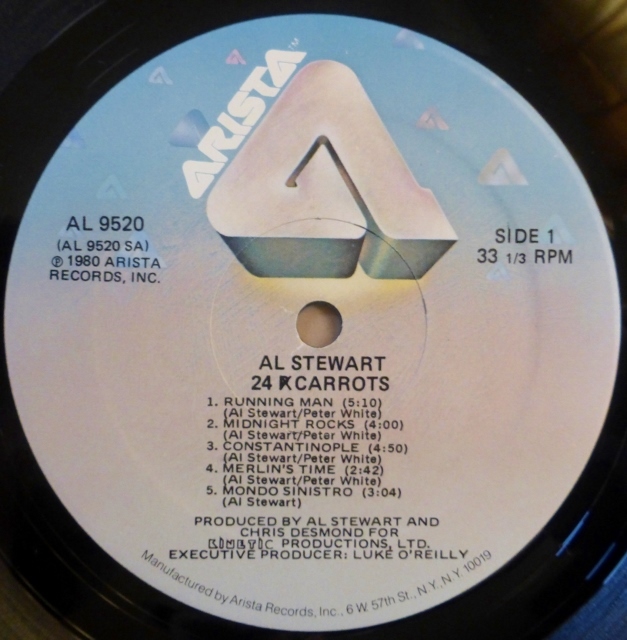 ARISTA™
AL 9520
(AL 9520 SA)
℗ 1980 ARISTA
RECORDS, INC.
SIDE 1
33 1/3 RPM
AL STEWART
24 K CARROTS
1. RUNNING MAN (5:10)
(Al Stewart/Peter White)
2. MIDNIGHT ROCKS (4:00)
(Al Stewart/Peter White)
3. CONSTANTINOPLE (4:50)
(Al Stewart/Peter White)
4. MERLIN'S TIME (2:42)
(Al Stewart/Peter White)
5. MONDO SINISTRO (3:04)
(Al Stewart)
PRODUCED BY AL STEWART AND
CHRIS DESMOND FOR
KINETIC PRODUCTIONS, LTD.
EXECUTIVE PRODUCER: LUKE O'REILLY
Manufactured by Arista Records, Inc., 6 W. 57th St., N.Y., N.Y. 10019